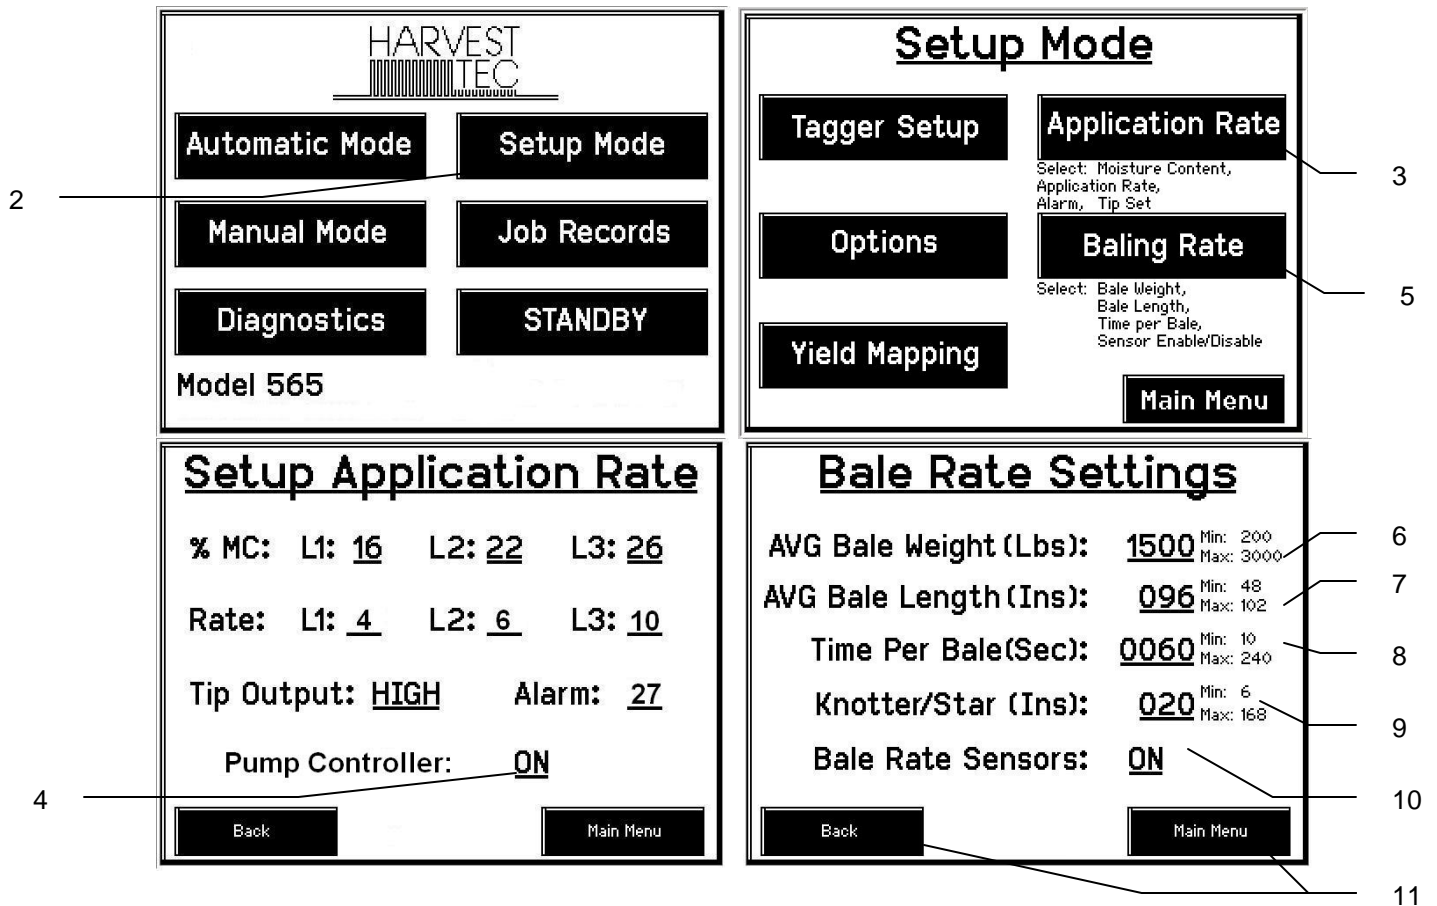 HARVEST
TEC
Automatic Mode
Setup Mode
2
Manual Mode
Job Records
Diagnostics
STANDBY
Model 565
Setup Mode
Tagger Setup
Application Rate
3
Select: Moisture Content,
Application Rate,
Alarm, Tip Set
Options
Baling Rate
5
Select: Bale Weight,
Bale Length,
Time per Bale,
Sensor Enable/Disable
Yield Mapping
Main Menu
Setup Application Rate
% MC: L1: 16 L2: 22 L3: 26
Rate: L1: 4 L2: 6 L3: 10
Tip Output: HIGH Alarm: 27
Pump Controller: ON
4
Back
Main Menu
Bale Rate Settings
AVG Bale Weight (Lbs): 1500
Min: 200
Max: 3000
6
AVG Bale Length (Ins): 096
Min: 48
Max: 102
7
Time Per Bale(Sec): 0060
Min: 10
Max: 240
8
Knotter/Star (Ins): 020
Min: 6
Max: 168
9
Bale Rate Sensors: ON
10
Back
Main Menu
11